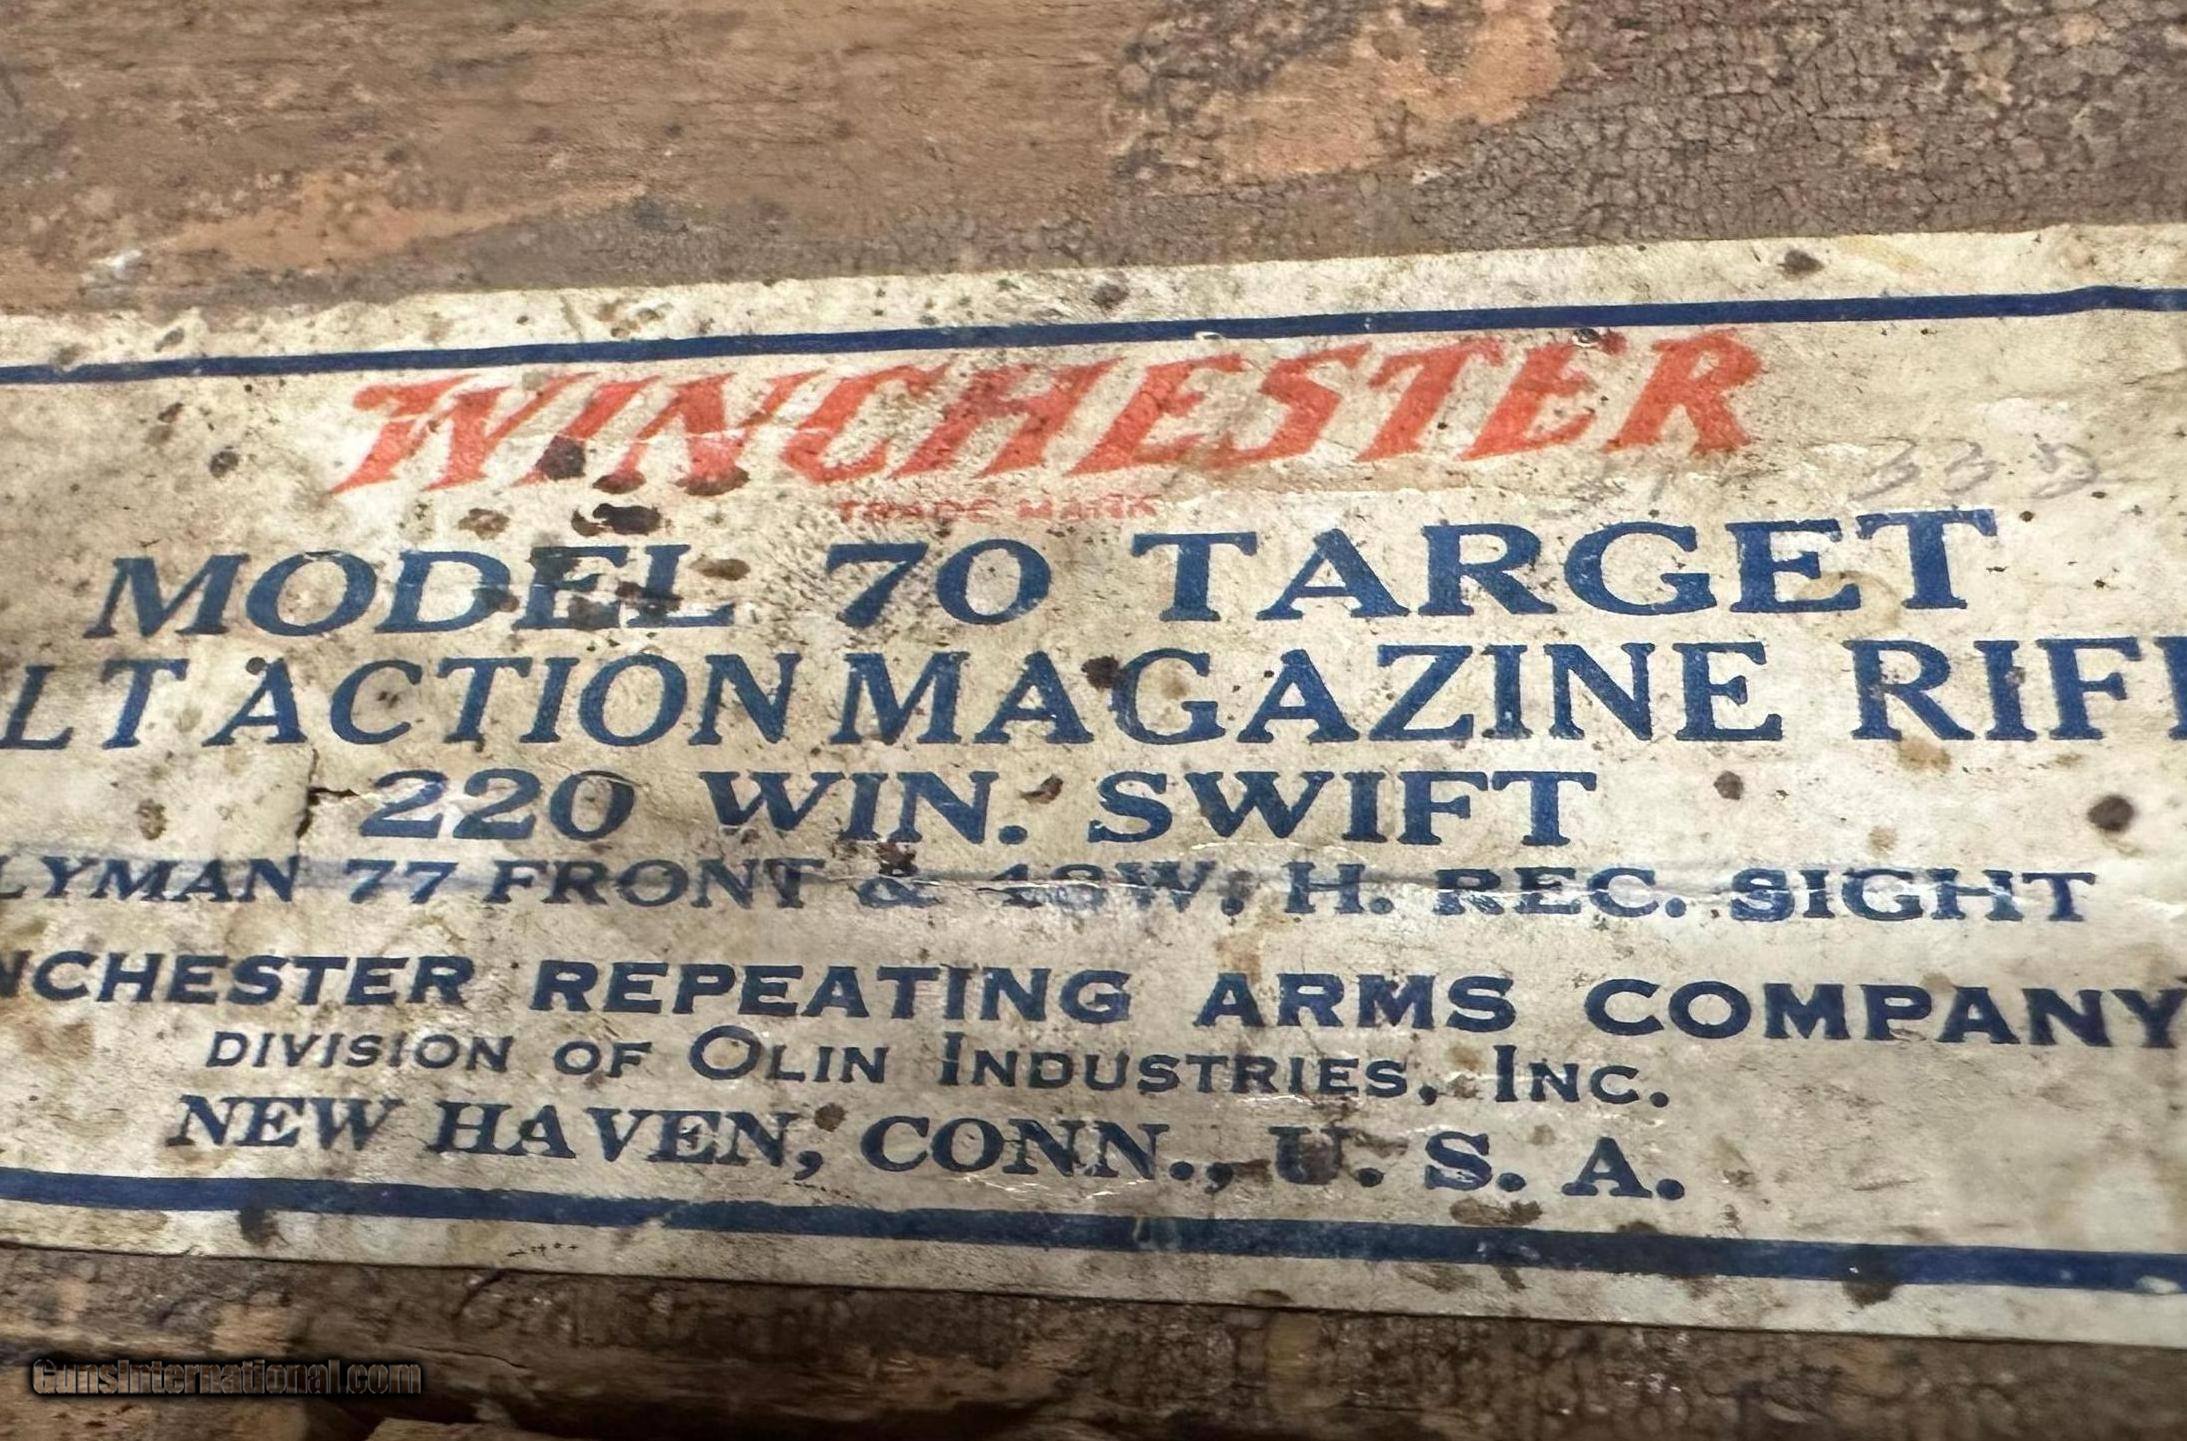 WINCHESTER
TRADE MARK
MODEL 70 TARGET
LT ACTION MAGAZINE RIF
220 WIN. SWIFT
LYMAN 77 FRONT & 48W. H. REC. SIGHT
NCHESTER REPEATING ARMS COMPANY
DIVISION OF OLIN INDUSTRIES, INC.
NEW HAVEN, CONN., U. S. A.
GunsInternational.com